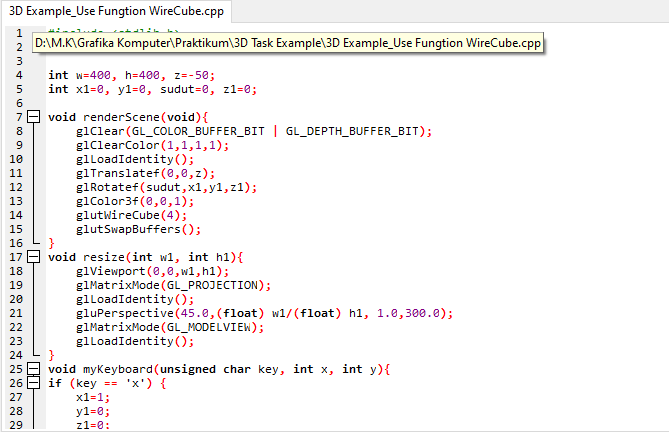 3D Example_Use Fungtion WireCube.cpp
1 #include <stdlib.h>
2 D:\M.K\Grafika Komputer\Praktikum\3D Task Example\3D Example_Use Fungtion WireCube.cpp
3
4 int w=400, h=400, z=-50;
5 int x1=0, y1=0, sudut=0, z1=0;
6
7 void renderScene(void){
8 glClear(GL_COLOR_BUFFER_BIT | GL_DEPTH_BUFFER_BIT);
9 glClearColor(1,1,1,1);
10 glLoadIdentity();
11 glTranslatef(0,0,z);
12 glRotatef(sudut,x1,y1,z1);
13 glColor3f(0,0,1);
14 glutWireCube(4);
15 glutSwapBuffers();
16 }
17 void resize(int w1, int h1){
18 glViewport(0,0,w1,h1);
19 glMatrixMode(GL_PROJECTION);
20 glLoadIdentity();
21 gluPerspective(45.0,(float) w1/(float) h1, 1.0,300.0);
22 glMatrixMode(GL_MODELVIEW);
23 glLoadIdentity();
24 }
25 void myKeyboard(unsigned char key, int x, int y){
26 if (key == 'x') {
27 x1=1;
28 y1=0;
29 z1=0;